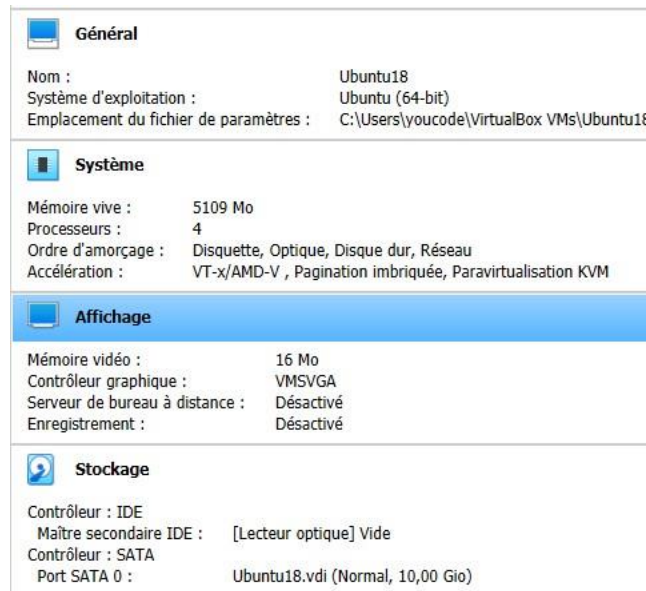 Général
Nom : Ubuntu18
Système d'exploitation : Ubuntu (64-bit)
Emplacement du fichier de paramètres : C:\Users\youcode\VirtualBox VMs\Ubuntu18
Système
Mémoire vive : 5109 Mo
Processeurs : 4
Ordre d'amorçage : Disquette, Optique, Disque dur, Réseau
Accélération : VT-x/AMD-V , Pagination imbriquée, Paravirtualisation KVM
Affichage
Mémoire vidéo : 16 Mo
Contrôleur graphique : VMSVGA
Serveur de bureau à distance : Désactivé
Enregistrement : Désactivé
Stockage
Contrôleur : IDE
Maître secondaire IDE : [Lecteur optique] Vide
Contrôleur : SATA
Port SATA 0 : Ubuntu18.vdi (Normal, 10,00 Gio)